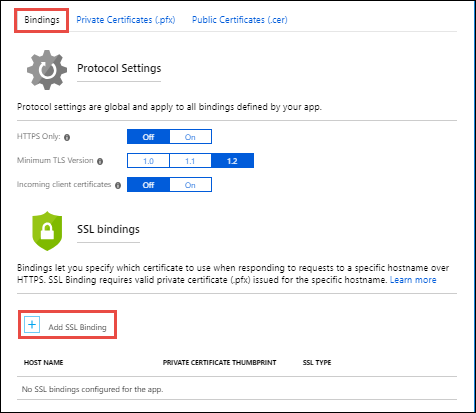 Bindings Private Certificates (.pfx) Public Certificates (.cer)
Protocol Settings
Protocol settings are global and apply to all bindings defined by your app.
HTTPS Only: Off On
Minimum TLS Version 1.0 1.1 1.2
Incoming client certificates Off On
SSL bindings
Bindings let you specify which certificate to use when responding to requests to a specific hostname over
HTTPS. SSL Binding requires valid private certificate (.pfx) issued for the specific hostname. Learn more
+ Add SSL Binding
HOST NAME PRIVATE CERTIFICATE THUMBPRINT SSL TYPE
No SSL bindings configured for the app.